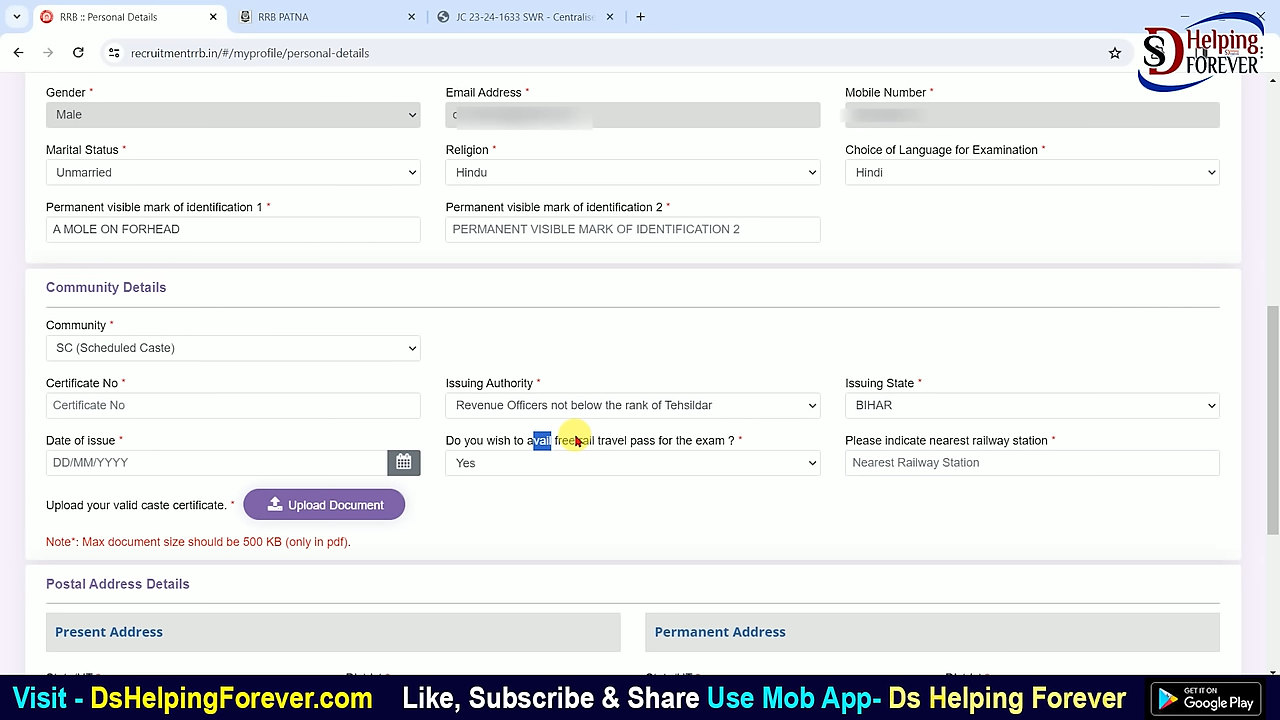 RRB :: Personal Details
RRB PATNA
JC 23-24-1633 SWR - Centralise
recruitmentrrb.in/#/myprofile/personal-details
SD Helping
FOREVER
Gender *
Email Address *
Mobile Number *
Male
Marital Status *
Religion *
Choice of Language for Examination *
Unmarried
Hindu
Hindi
Permanent visible mark of identification 1 *
Permanent visible mark of identification 2 *
A MOLE ON FORHEAD
PERMANENT VISIBLE MARK OF IDENTIFICATION 2
Community Details
Community *
SC (Scheduled Caste)
Certificate No *
Issuing Authority *
Issuing State *
Certificate No
Revenue Officers not below the rank of Tehsildar
BIHAR
Date of issue *
Do you wish to avail free rail travel pass for the exam ? *
Please indicate nearest railway station *
DD/MM/YYYY
Yes
Nearest Railway Station
Upload your valid caste certificate. *
Upload Document
Note*: Max document size should be 500 KB (only in pdf).
Postal Address Details
Present Address
Permanent Address
Visit - DsHelpingForever.com Like, Subscribe & Share Use Mob App- Ds Helping Forever
GET IT ON
Google Play